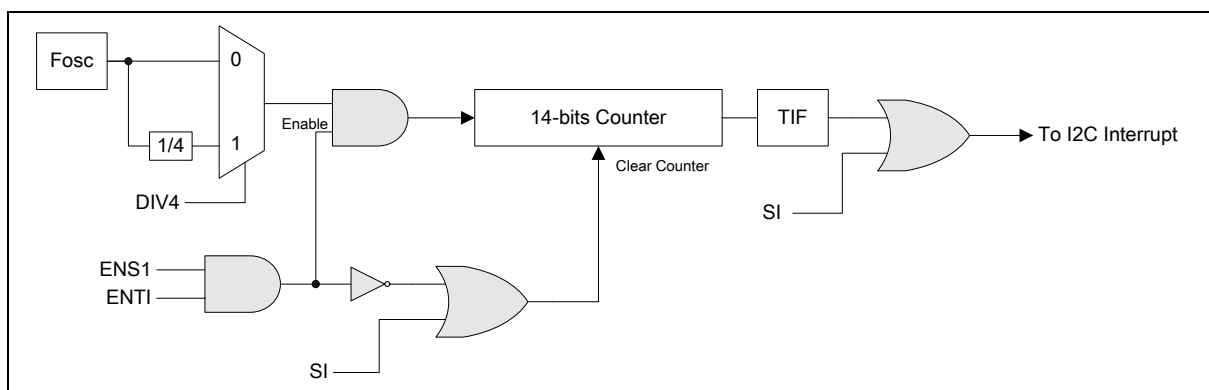 Fosc
0
Enable
14-bits Counter
TIF
To I2C Interrupt
1/4
1
Clear Counter
DIV4
SI
ENS1
ENTI
SI